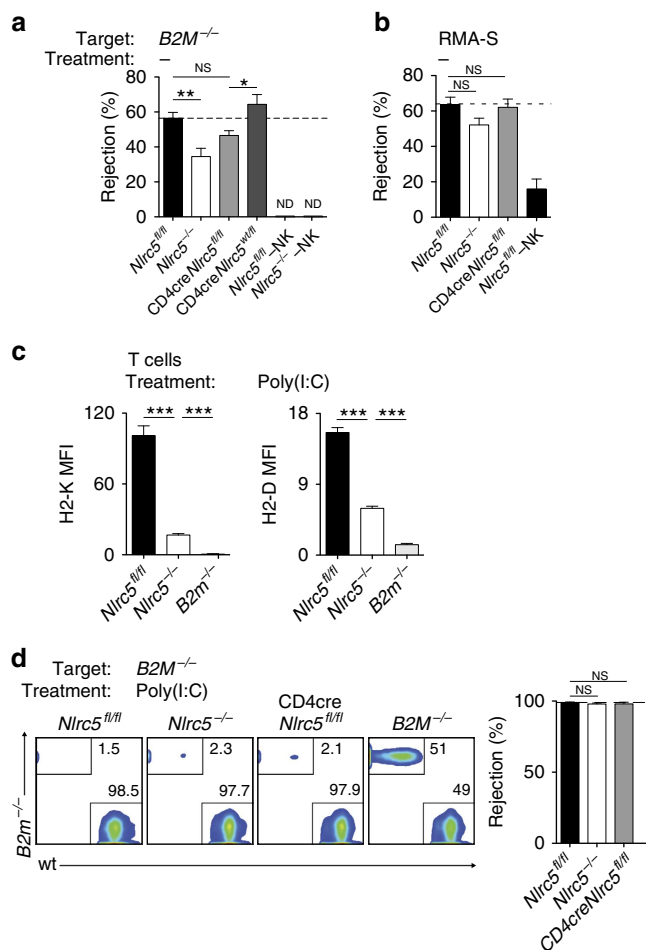 a
Target: B2M–/–
Treatment: –
NS
**
*
ND ND
80
60
40
20
0
Rejection (%)
Nlrc5fl/fl
Nlrc5–/–
CD4creNlrc5fl/fl
CD4creNlrc5wt/fl
Nlrc5fl/fl –NK
Nlrc5–/– –NK
b
RMA-S
–
NS
NS
80
60
40
20
0
Rejection (%)
Nlrc5fl/fl
Nlrc5–/–
CD4creNlrc5fl/fl
Nlrc5fl/fl –NK
c
T cells
Treatment: Poly(I:C)
*** ***
120
60
0
H2-K MFI
Nlrc5fl/fl
Nlrc5–/–
B2m–/–
*** ***
18
9
0
H2-D MFI
Nlrc5fl/fl
Nlrc5–/–
B2m–/–
d
Target: B2M–/–
Treatment: Poly(I:C)
CD4cre
Nlrc5fl/fl Nlrc5–/– Nlrc5fl/fl B2M–/–
1.5 2.3 2.1 51
98.5 97.7 97.9 49
B2m–/–
wt
NS
NS
100
50
0
Rejection (%)
Nlrc5fl/fl
Nlrc5–/–
CD4creNlrc5fl/fl